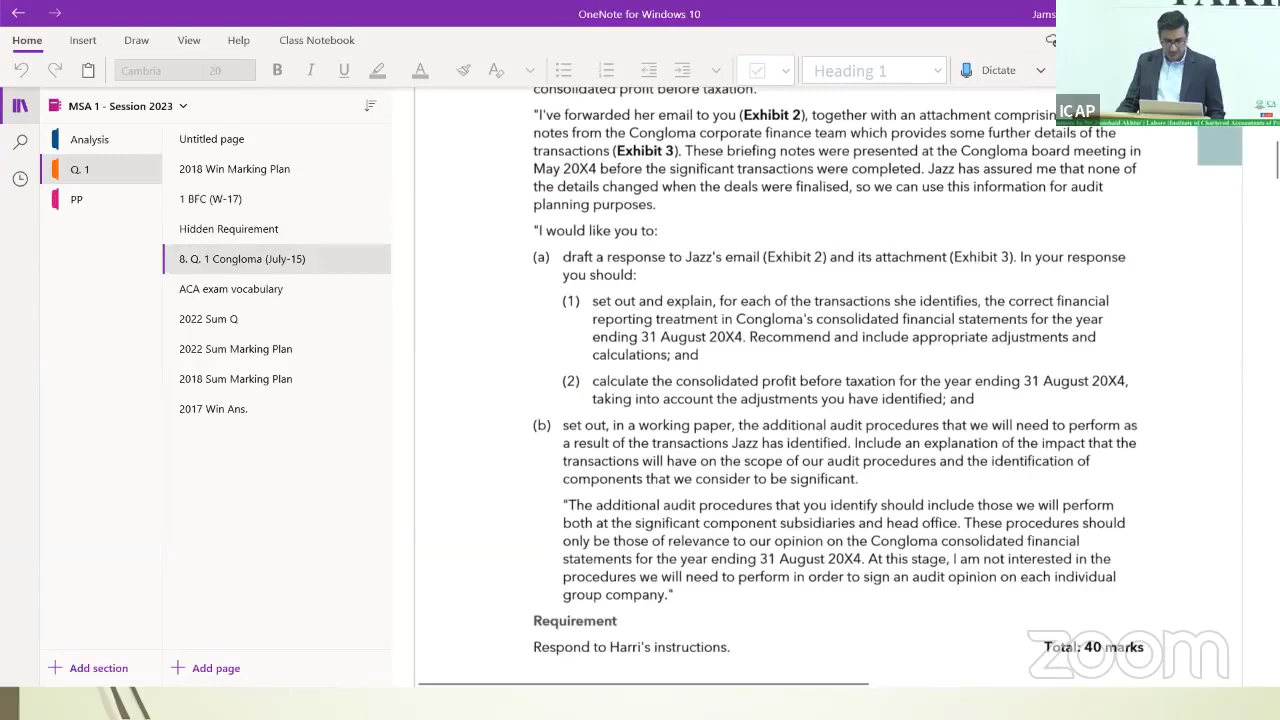 OneNote for Windows 10
Jams
PAKIS
Home Insert Draw View Help Class Notebook
Cambria 20 B I U A Heading 1 Dictate
ICAP
CA
MSA 1 - Session 2023
Analysis
Q. 1
PP
Untitled page
2018 Win Marking Plan
1 BFC (W-17)
Hidden Requirement
8. Q. 1 Congloma (July-15)
ACA exam vocabulary
2022 Sum Q
2022 Sum Marking Plan
2018 Sum Marking Plan
2017 Win Ans.
+ Add section
+ Add page
consolidated profit before taxation.
"I've forwarded her email to you (Exhibit 2), together with an attachment comprisin
notes from the Congloma corporate finance team which provides some further details of the
transactions (Exhibit 3). These briefing notes were presented at the Congloma board meeting in
May 20X4 before the significant transactions were completed. Jazz has assured me that none of
the details changed when the deals were finalised, so we can use this information for audit
planning purposes.
"I would like you to:
(a) draft a response to Jazz's email (Exhibit 2) and its attachment (Exhibit 3). In your response
you should:
(1) set out and explain, for each of the transactions she identifies, the correct financial
reporting treatment in Congloma's consolidated financial statements for the year
ending 31 August 20X4. Recommend and include appropriate adjustments and
calculations; and
(2) calculate the consolidated profit before taxation for the year ending 31 August 20X4,
taking into account the adjustments you have identified; and
(b) set out, in a working paper, the additional audit procedures that we will need to perform as
a result of the transactions Jazz has identified. Include an explanation of the impact that the
transactions will have on the scope of our audit procedures and the identification of
components that we consider to be significant.
"The additional audit procedures that you identify should include those we will perform
both at the significant component subsidiaries and head office. These procedures should
only be those of relevance to our opinion on the Congloma consolidated financial
statements for the year ending 31 August 20X4. At this stage, I am not interested in the
procedures we will need to perform in order to sign an audit opinion on each individual
group company."
Requirement
Respond to Harri's instructions. Total: 40 marks
zoom